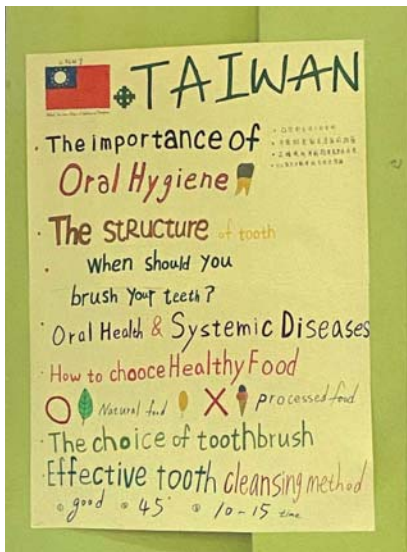 TAIWAN
The importance of
Oral Hygiene
The structure of tooth
When should you
brush your teeth?
Oral Health & Systemic Diseases
How to chooce Healthy Food
Natural food processed food
The choice of toothbrush
Effective tooth cleansing method
good 45° 10-15 time